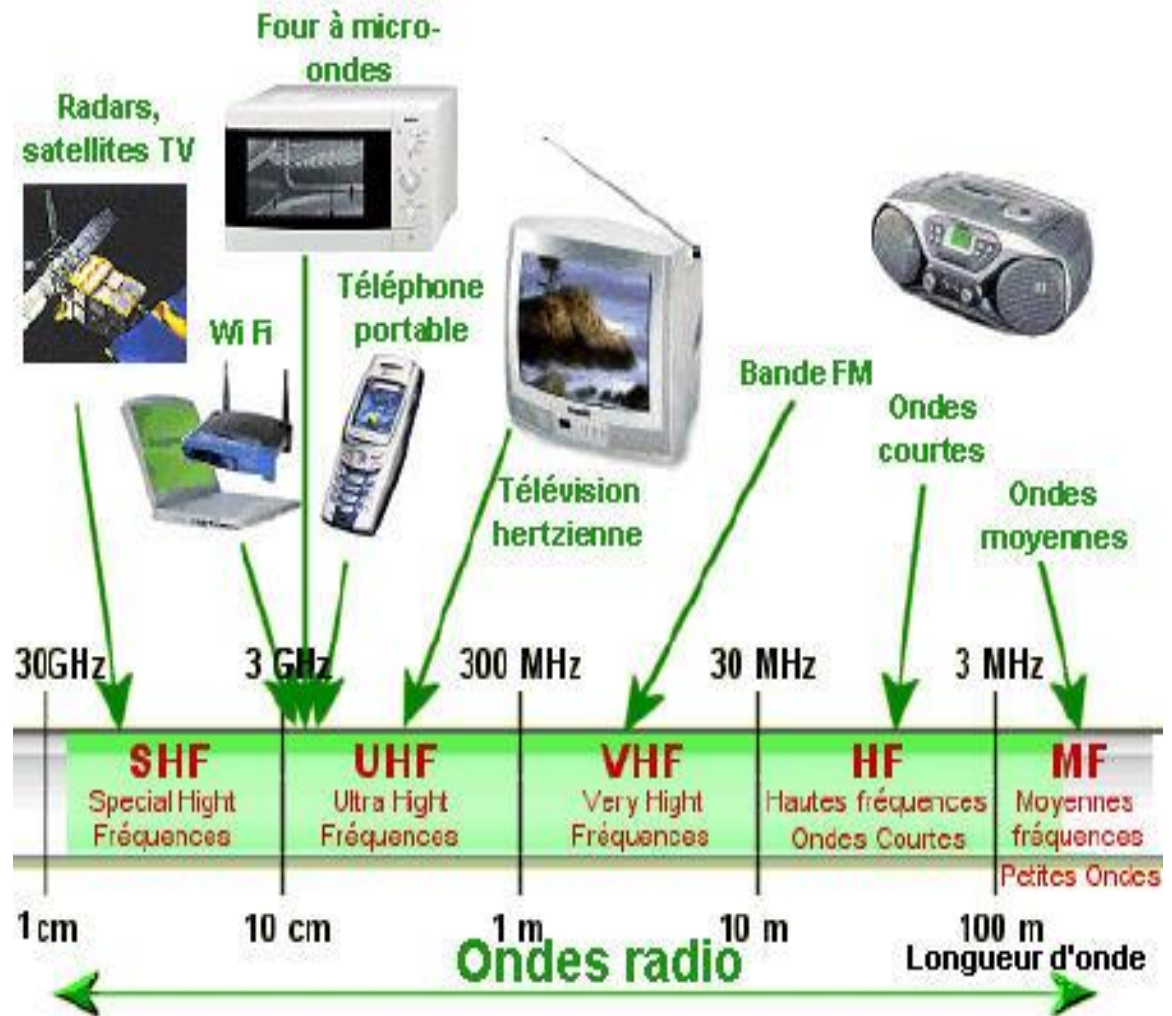 Four à micro-
ondes
Radars,
satellites TV
Téléphone
portable
Wi Fi
Bande FM
Ondes
courtes
Télévision
hertzienne
Ondes
moyennes
30GHz
3 GHz
300 MHz
30 MHz
3 MHz
SHF
Special Hight
Fréquences
UHF
Ultra Hight
Fréquences
VHF
Very Hight
Fréquences
HF
Hautes fréquences
Ondes Courtes
MF
Moyennes
fréquences
Petites Ondes
1 cm
10 cm
1 m
10 m
100 m
Longueur d'onde
Ondes radio